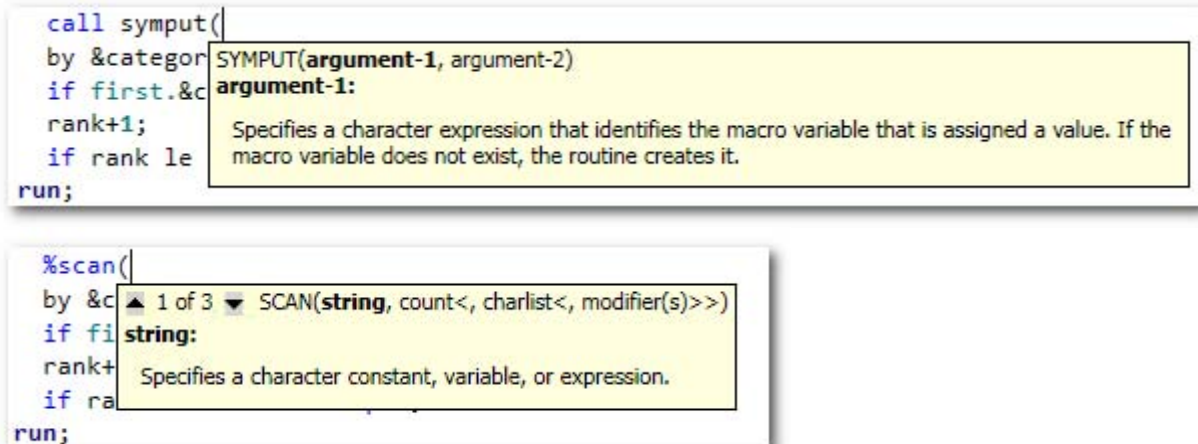 call symput(
by &categor
SYMPUT(argument-1, argument-2)
if first.&c
argument-1:
rank+1;
Specifies a character expression that identifies the macro variable that is assigned a value. If the
if rank le
macro variable does not exist, the routine creates it.
run;
%scan(
by &c
1 of 3 SCAN(string, count<, charlist<, modifier(s)>>)
if fi
string:
rank+
Specifies a character constant, variable, or expression.
if ra
run;